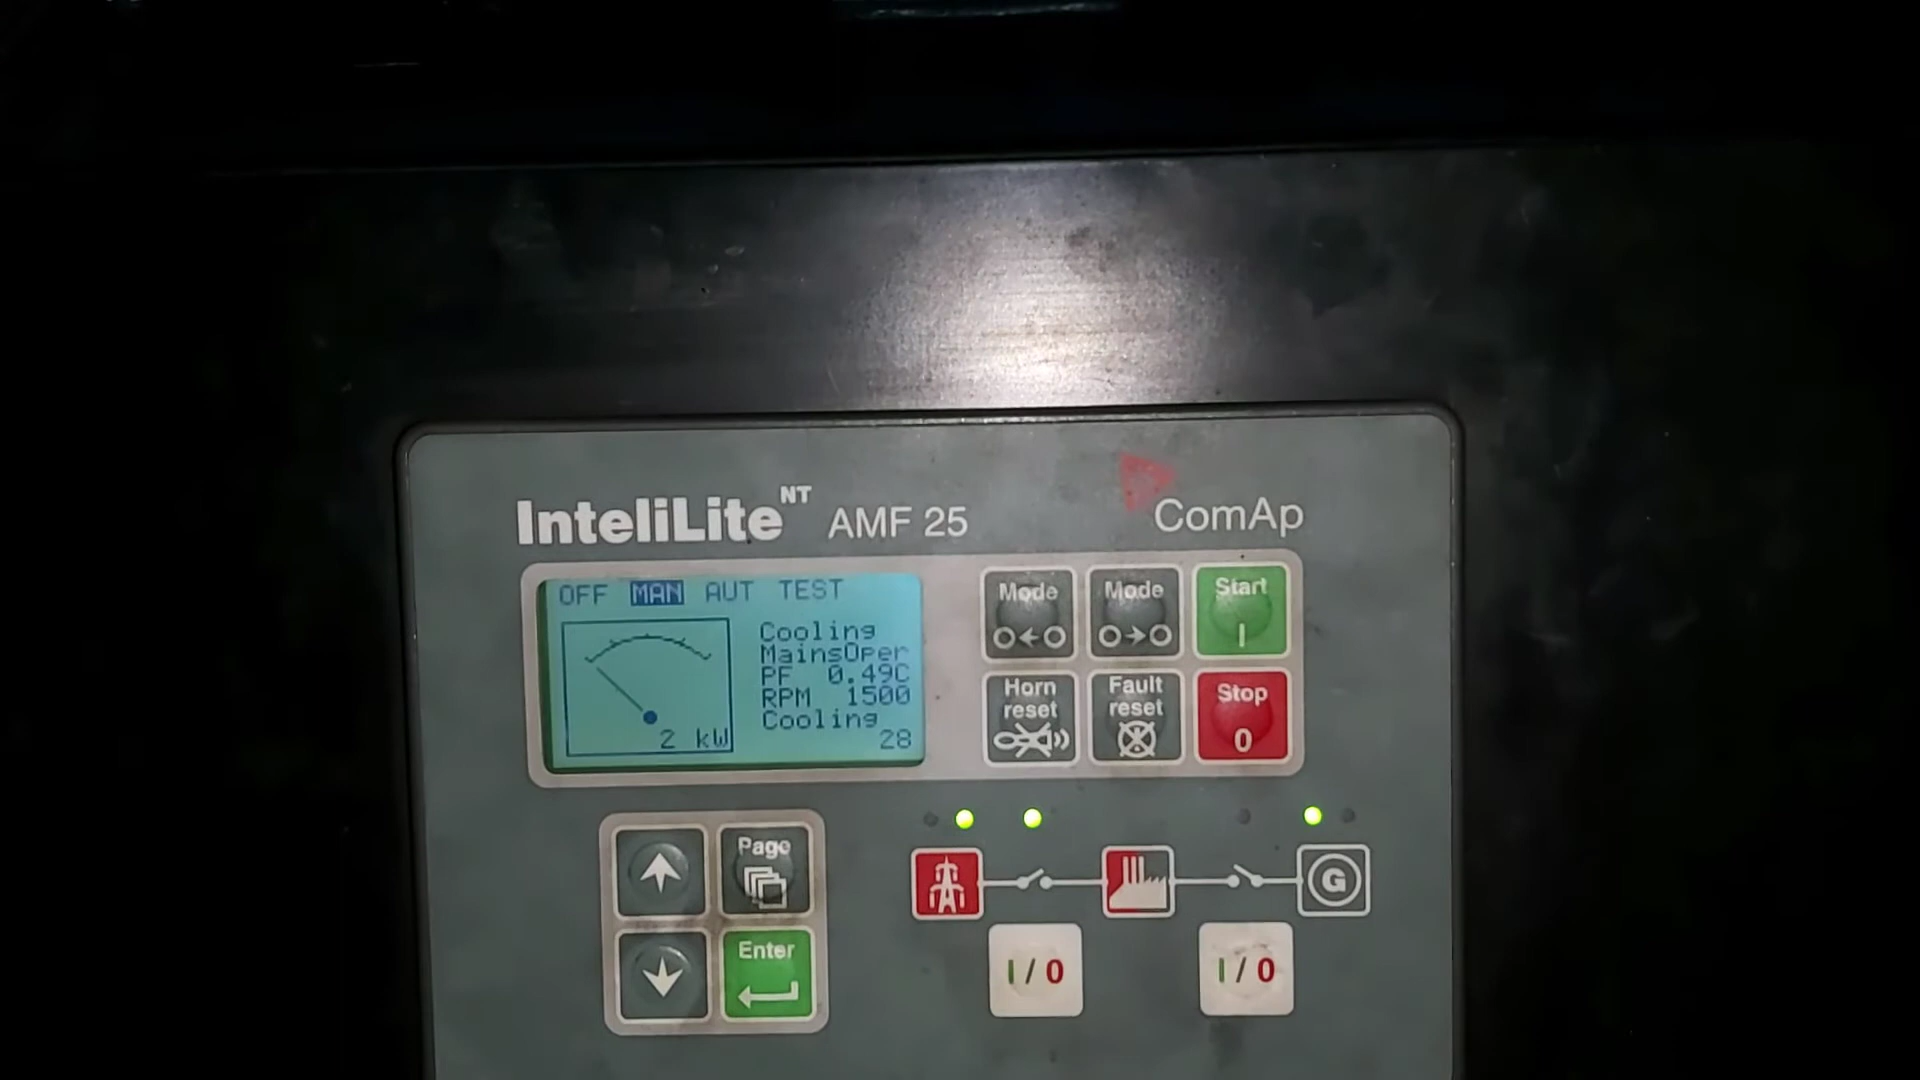 InteliLite NT AMF 25
ComAp
OFF MAN AUT TEST
Cooling
MainsOper
PF 0.49C
RPM 1500
Cooling
28
2 kW
Mode
Mode
Start
I
Horn reset
Fault reset
Stop
0
Page
Enter
G
I/0
I/0